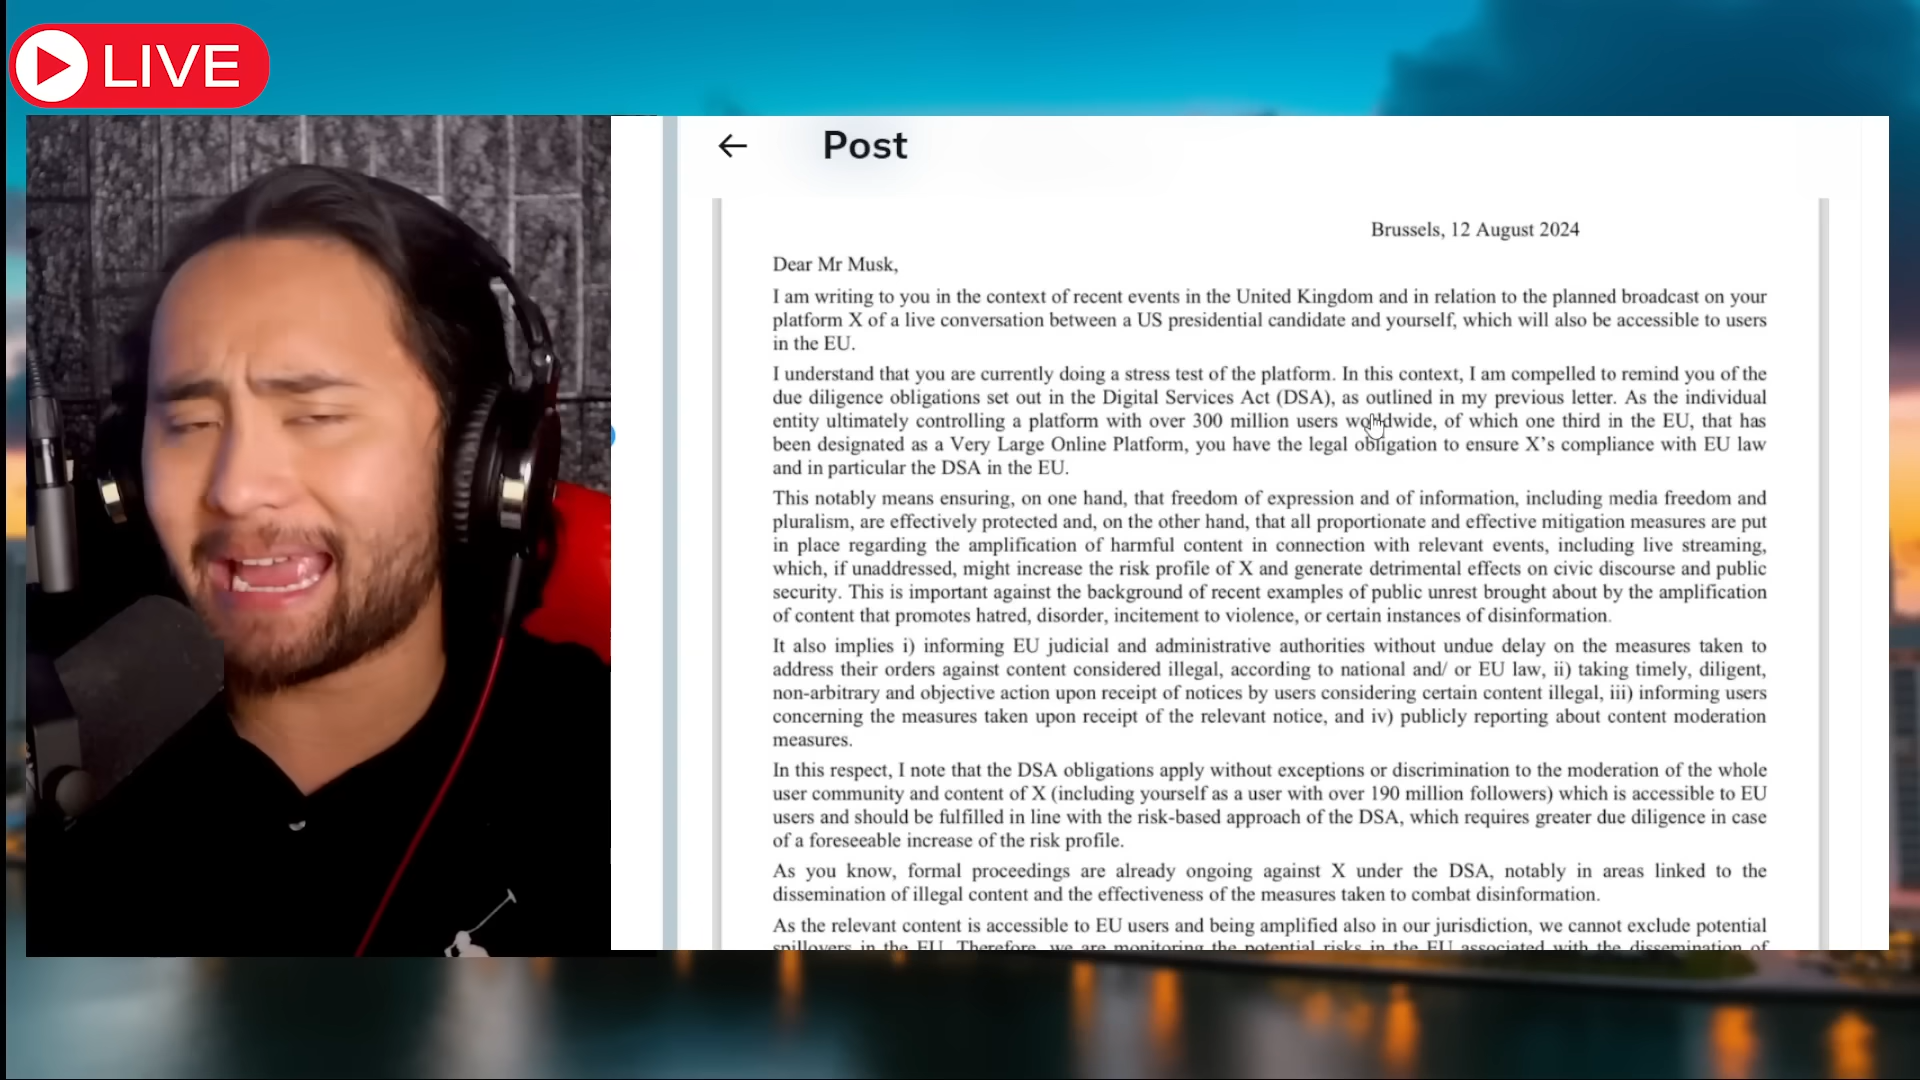 LIVE
Post
Brussels, 12 August 2024
Dear Mr Musk,
I am writing to you in the context of recent events in the United Kingdom and in relation to the planned broadcast on your
platform X of a live conversation between a US presidential candidate and yourself, which will also be accessible to users
in the EU.
I understand that you are currently doing a stress test of the platform. In this context, I am compelled to remind you of the
due diligence obligations set out in the Digital Services Act (DSA), as outlined in my previous letter. As the individual
entity ultimately controlling a platform with over 300 million users worldwide, of which one third in the EU, that has
been designated as a Very Large Online Platform, you have the legal obligation to ensure X’s compliance with EU law
and in particular the DSA in the EU.
This notably means ensuring, on one hand, that freedom of expression and of information, including media freedom and
pluralism, are effectively protected and, on the other hand, that all proportionate and effective mitigation measures are put
in place regarding the amplification of harmful content in connection with relevant events, including live streaming,
which, if unaddressed, might increase the risk profile of X and generate detrimental effects on civic discourse and public
security. This is important against the background of recent examples of public unrest brought about by the amplification
of content that promotes hatred, disorder, incitement to violence, or certain instances of disinformation.
It also implies i) informing EU judicial and administrative authorities without undue delay on the measures taken to
address their orders against content considered illegal, according to national and/ or EU law, ii) taking timely, diligent,
non-arbitrary and objective action upon receipt of notices by users considering certain content illegal, iii) informing users
concerning the measures taken upon receipt of the relevant notice, and iv) publicly reporting about content moderation
measures.
In this respect, I note that the DSA obligations apply without exceptions or discrimination to the moderation of the whole
user community and content of X (including yourself as a user with over 190 million followers) which is accessible to EU
users and should be fulfilled in line with the risk-based approach of the DSA, which requires greater due diligence in case
of a foreseeable increase of the risk profile.
As you know, formal proceedings are already ongoing against X under the DSA, notably in areas linked to the
dissemination of illegal content and the effectiveness of the measures taken to combat disinformation.
As the relevant content is accessible to EU users and being amplified also in our jurisdiction, we cannot exclude potential
spillovers in the EU. Therefore, we are monitoring the potential risks in the EU associated with the dissemination of